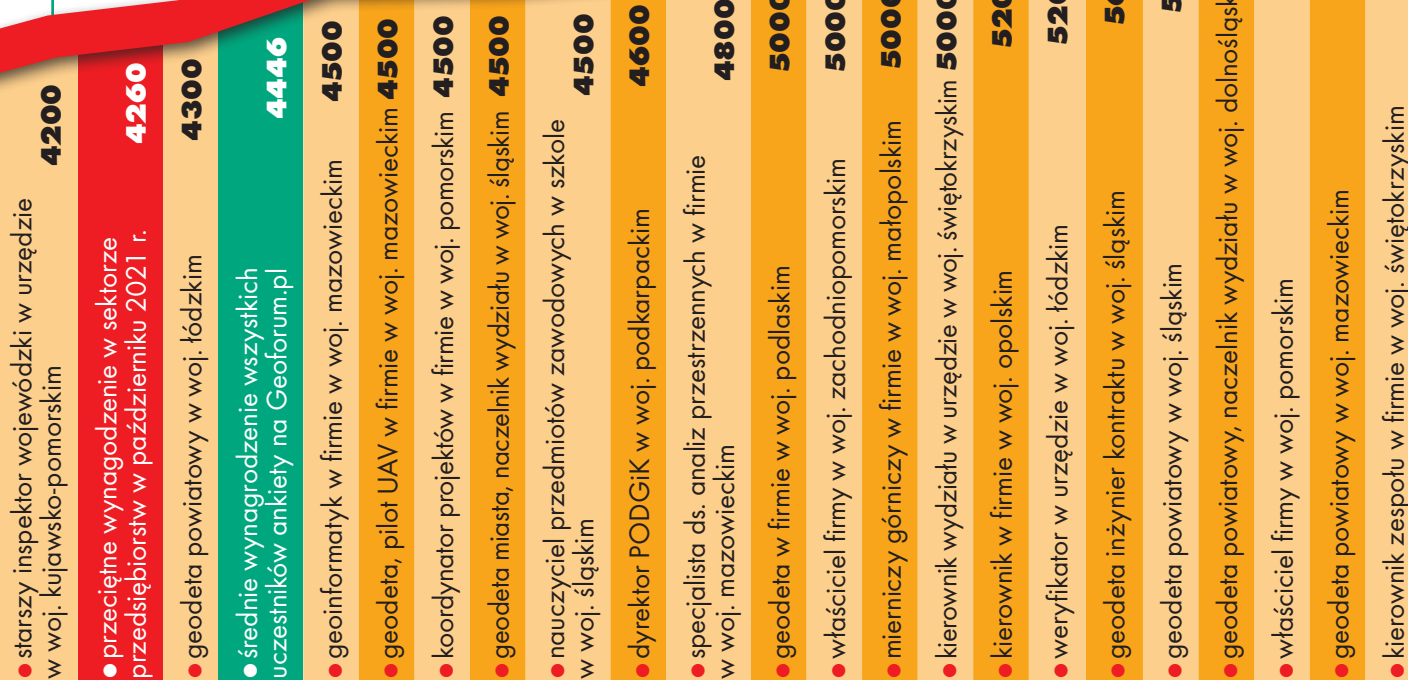 ● starszy inspektor wojewódzki w urzędzie
w woj. kujawsko-pomorskim 4200
● przeciętne wynagodzenie w sektorze
przedsiębiorstw w październiku 2021 r. 4260
● geodeta powiatowy w woj. łódzkim 4300
● średnie wynagrodzenie wszystkich
uczestników ankiety na Geoforum.pl 4446
● geoinformatyk w firmie w woj. mazowieckim 4500
● geodeta, pilot UAV w firmie w woj. mazowieckim 4500
● koordynator projektów w firmie w woj. pomorskim 4500
● geodeta miasta, naczelnik wydziału w woj. śląskim 4500
● nauczyciel przedmiotów zawodowych w szkole
w woj. śląskim 4500
● dyrektor PODGiK w woj. podkarpackim 4600
● specjalista ds. analiz przestrzennych w firmie
w woj. mazowieckim 4800
● geodeta w firmie w woj. podlaskim 5000
● właściciel firmy w woj. zachodniopomorskim 5000
● mierniczy górniczy w firmie w woj. małopolskim 5000
● kierownik wydziału w urzędzie w woj. świętokrzyskim 5000
● kierownik w firmie w woj. opolskim 520
● weryfikator w urzędzie w woj. łódzkim 520
● geodeta inżynier kontraktu w woj. śląskim
● geodeta powiatowy w woj. śląskim
● geodeta powiatowy, naczelnik wydziału w woj. dolnośląsk
● właściciel firmy w woj. pomorskim
● geodeta powiatowy w woj. mazowieckim
● kierownik zespołu w firmie w woj. świętokrzyskim